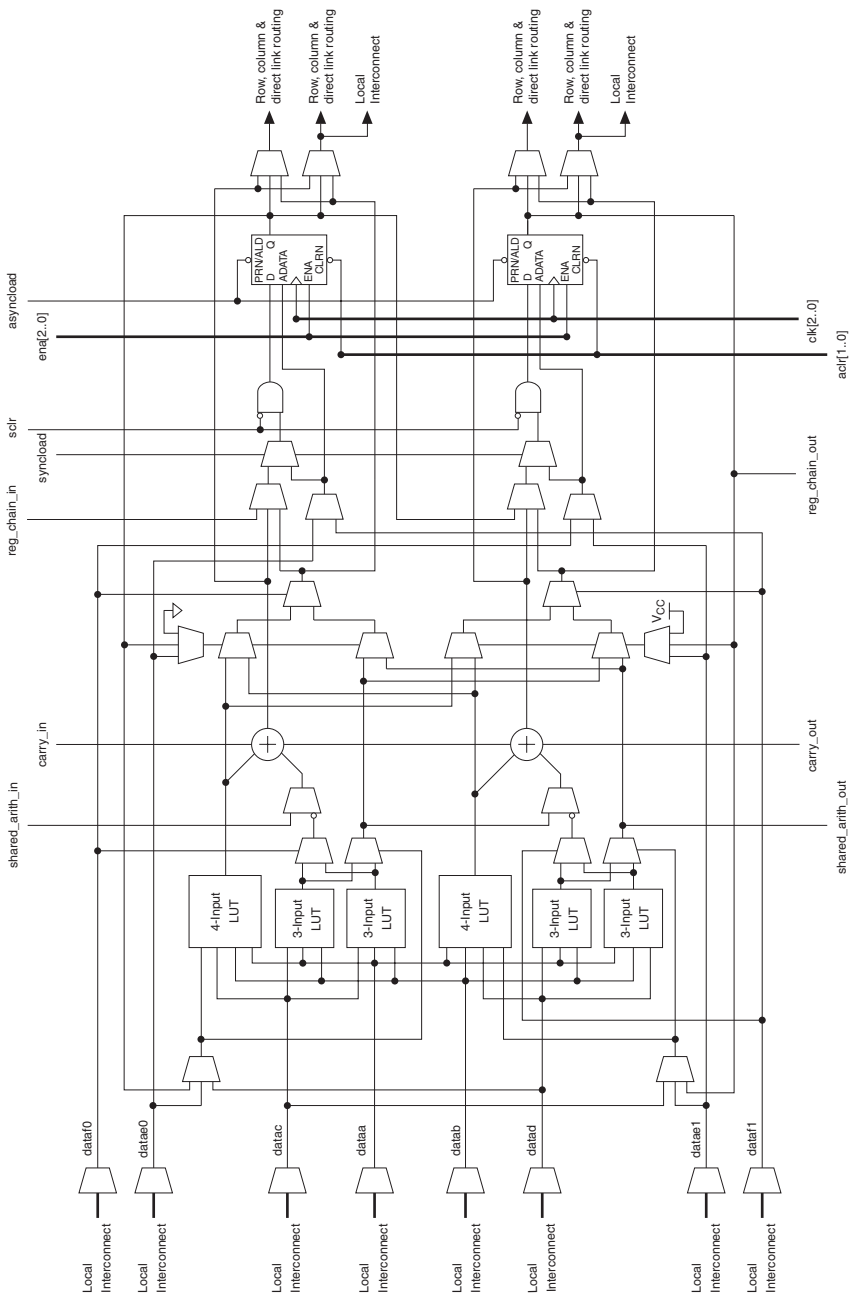 Row, column &
direct link routing
Row, column &
direct link routing
Local
Interconnect
Row, column &
direct link routing
Row, column &
direct link routing
Local
Interconnect
asyncload
ena[2..0]
sclr
syncload
reg_chain_in
carry_in
shared_arith_in
PRN/ALD
D Q
ADATA
ENA
CLRN
PRN/ALD
D Q
ADATA
ENA
CLRN
clk[2..0]
aclr[1..0]
reg_chain_out
carry_out
shared_arith_out
VCC
4-Input
LUT
3-Input
LUT
3-Input
LUT
4-Input
LUT
3-Input
LUT
3-Input
LUT
dataf0
datae0
datac
dataa
datab
datad
datae1
dataf1
Local
Interconnect
Local
Interconnect
Local
Interconnect
Local
Interconnect
Local
Interconnect
Local
Interconnect
Local
Interconnect
Local
Interconnect